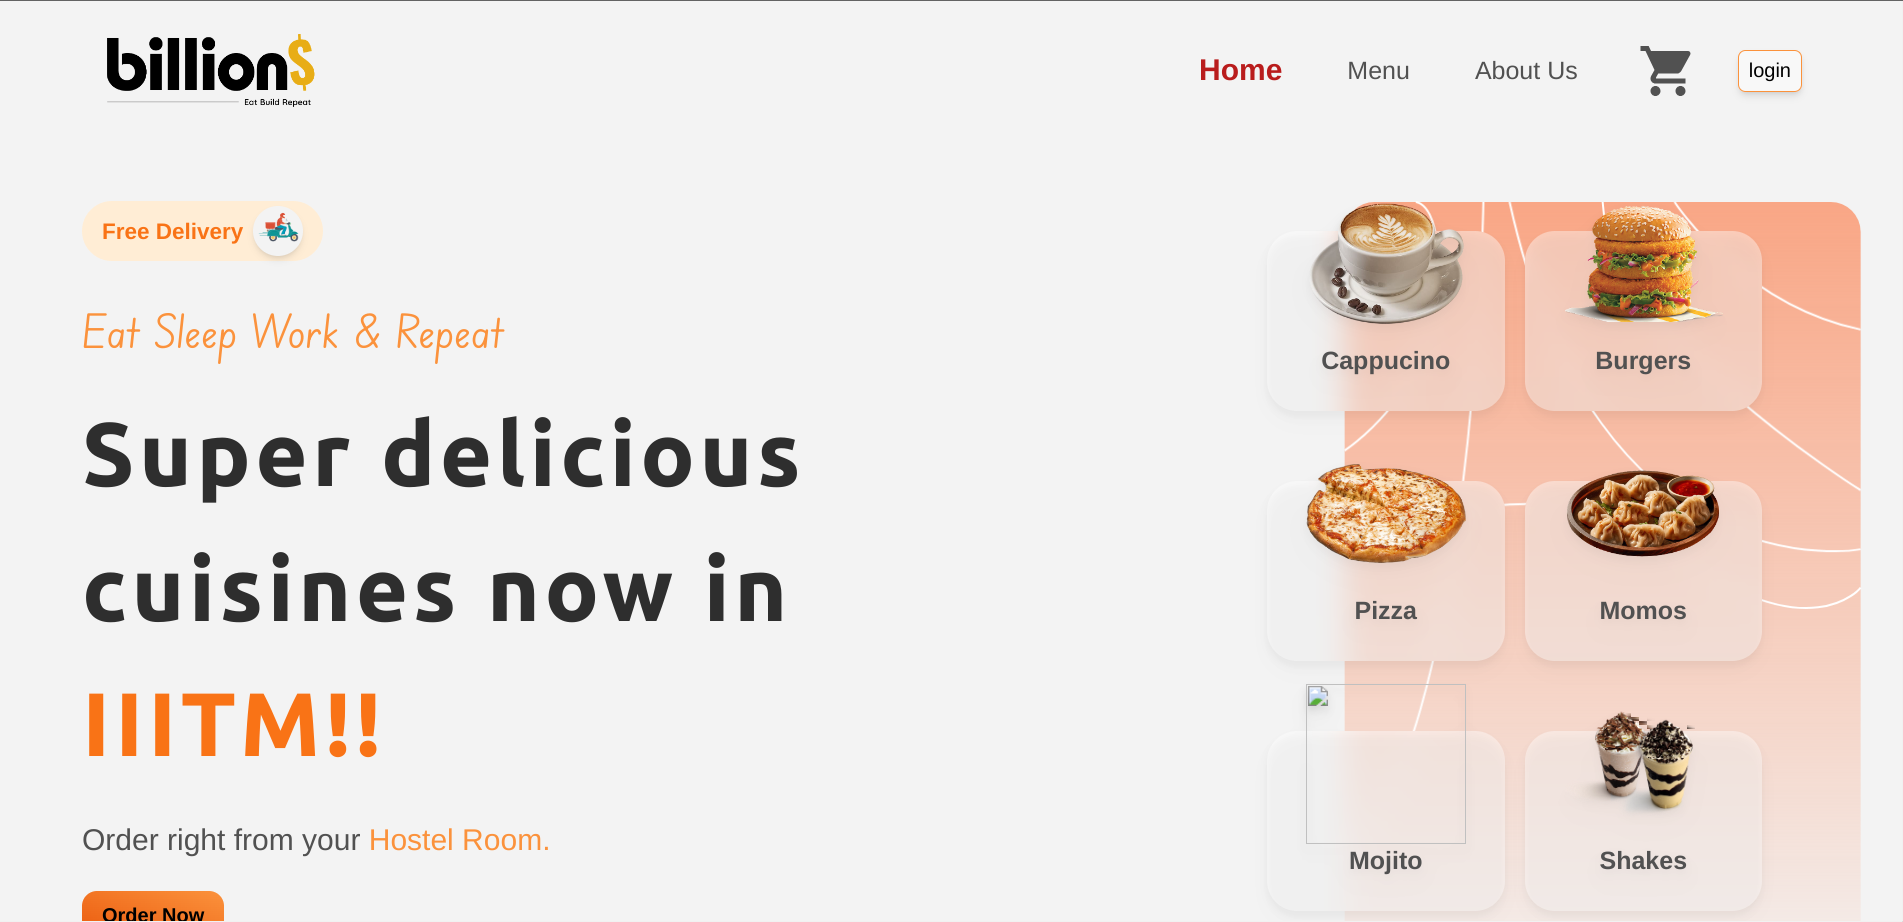 billion$
Eat Build Repeat
Home
Menu
About Us
login
Free Delivery
Eat Sleep Work & Repeat
Super delicious
cuisines now in
IIITM!!
Order right from your Hostel Room.
Order Now
Cappucino
Burgers
Pizza
Momos
Mojito
Shakes